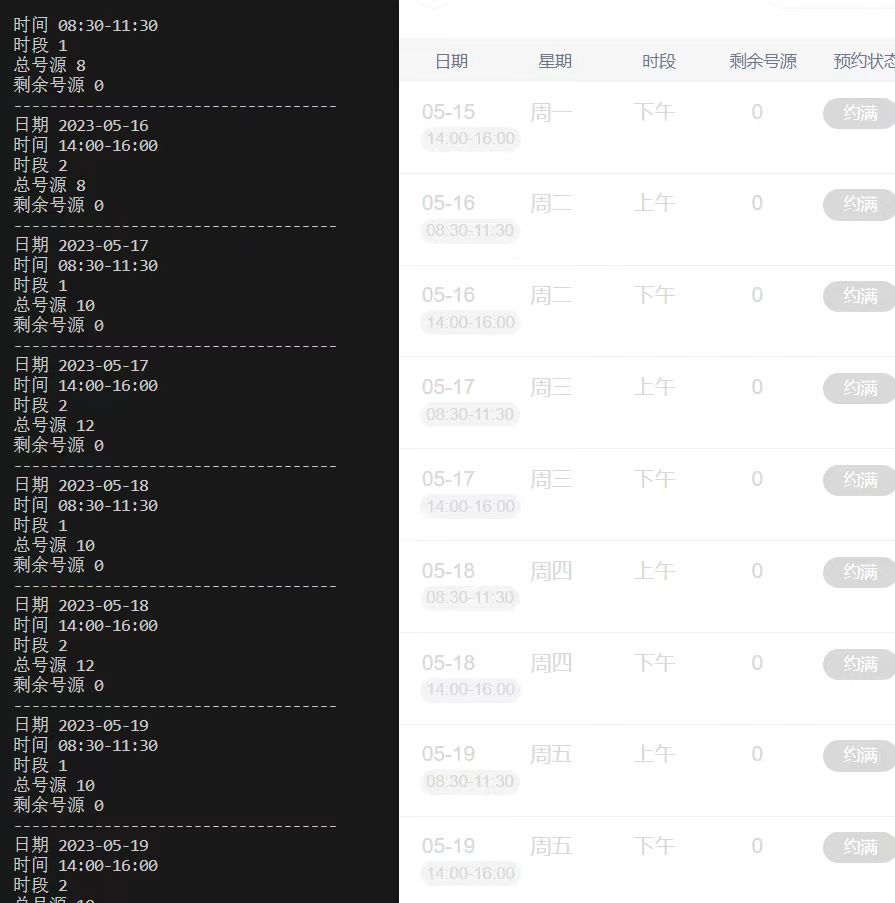 时间 08:30-11:30
时段 1
总号源 8
剩余号源 0
------------------------------------
日期 2023-05-16
时间 14:00-16:00
时段 2
总号源 8
剩余号源 0
------------------------------------
日期 2023-05-17
时间 08:30-11:30
时段 1
总号源 10
剩余号源 0
------------------------------------
日期 2023-05-17
时间 14:00-16:00
时段 2
总号源 12
剩余号源 0
------------------------------------
日期 2023-05-18
时间 08:30-11:30
时段 1
总号源 10
剩余号源 0
------------------------------------
日期 2023-05-18
时间 14:00-16:00
时段 2
总号源 12
剩余号源 0
------------------------------------
日期 2023-05-19
时间 08:30-11:30
时段 1
总号源 10
剩余号源 0
------------------------------------
日期 2023-05-19
时间 14:00-16:00
时段 2
日期 星期 时段 剩余号源 预约状态
05-15 周一 下午 0 约满
14:00-16:00
05-16 周二 上午 0 约满
08:30-11:30
05-16 周二 下午 0 约满
14:00-16:00
05-17 周三 上午 0 约满
08:30-11:30
05-17 周三 下午 0 约满
14:00-16:00
05-18 周四 上午 0 约满
08:30-11:30
05-18 周四 下午 0 约满
14:00-16:00
05-19 周五 上午 0 约满
08:30-11:30
05-19 周五 下午 0 约满
14:00-16:00